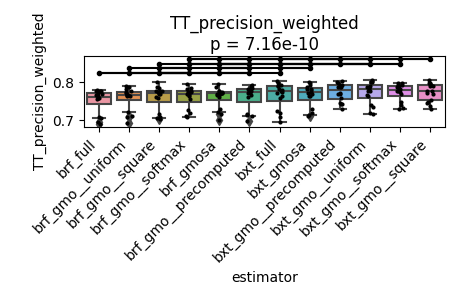 TT_precision_weighted
p = 7.16e-10
TT_precision_weighted
0.8
0.7
brf_full
brf_gmo__uniform
brf_gmo__square
brf_gmo__softmax
brf_gmosa
brf_gmo__precomputed
bxt_full
bxt_gmosa
bxt_gmo__precomputed
bxt_gmo__uniform
bxt_gmo__softmax
bxt_gmo__square
estimator